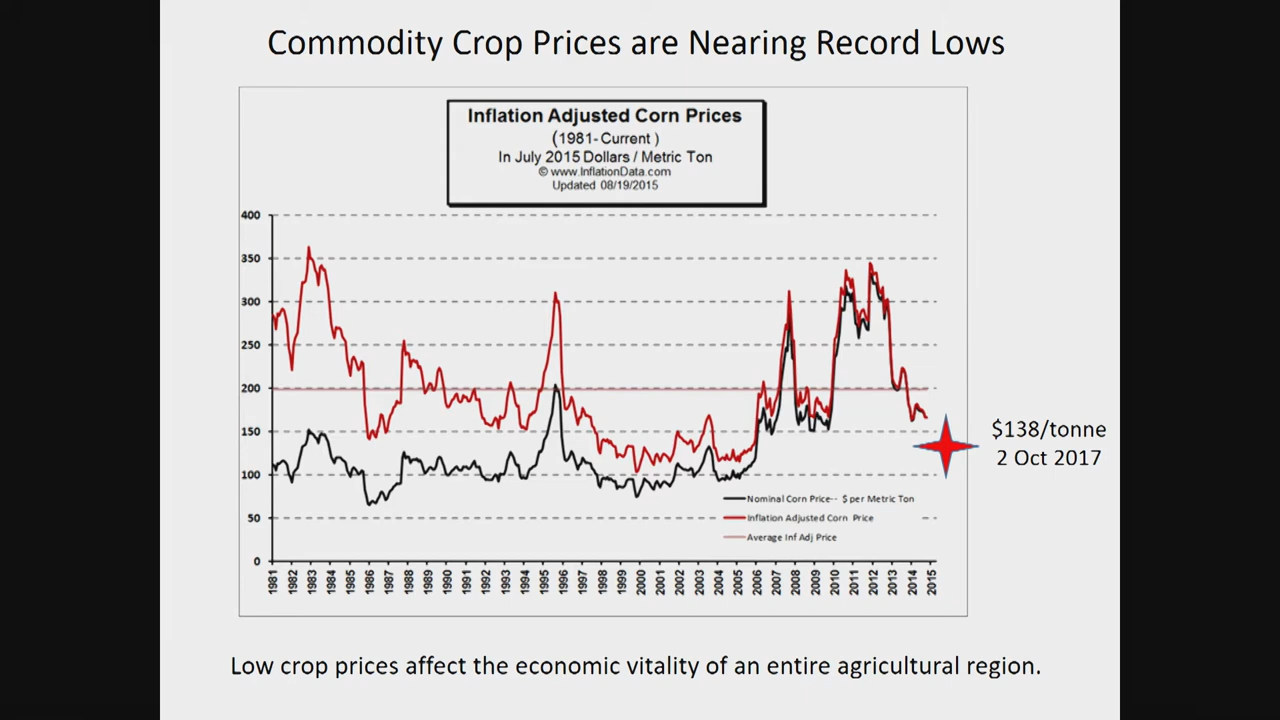 Commodity Crop Prices are Nearing Record Lows
Inflation Adjusted Corn Prices
(1981- Current )
In July 2015 Dollars / Metric Ton
© www.InflationData.com
Updated 08/19/2015
400
350
300
250
200
150
100
50
0
$138/tonne
2 Oct 2017
Nominal Corn Price-- $ per Metric Ton
Inflation Adjusted Corn Price
Average Inf Adj Price
1981 1982 1983 1984 1985 1986 1987 1988 1989 1990 1991 1992 1993 1994 1995 1996 1997 1998 1999 2000 2001 2002 2004 2005 2006 2007 2008 2009 2010 2011 2012 2013 2014 2015
Low crop prices affect the economic vitality of an entire agricultural region.